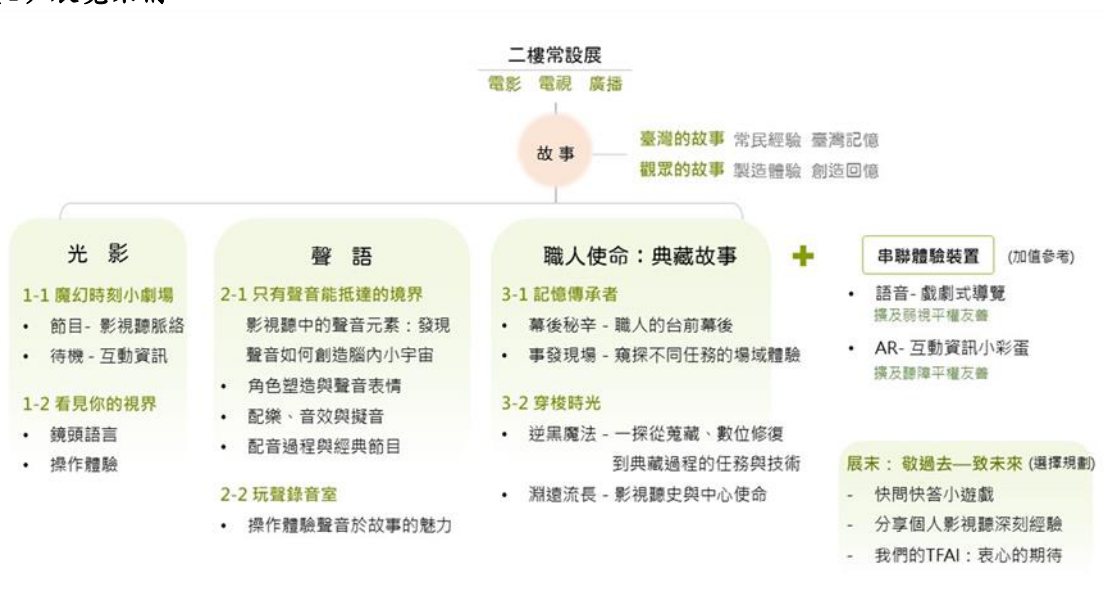 二樓常設展
電影 電視 廣播
故事
臺灣的故事 常民經驗 臺灣記憶
觀眾的故事 製造體驗 創造回憶
光 影
1-1 魔幻時刻小劇場
• 節目- 影視聽脈絡
• 待機 - 互動資訊
1-2 看見你的視界
• 鏡頭語言
• 操作體驗
聲 語
2-1 只有聲音能抵達的境界
影視聽中的聲音元素：發現
聲音如何創造腦內小宇宙
• 角色塑造與聲音表情
• 配樂、音效與擬音
• 配音過程與經典節目
2-2 玩聲錄音室
• 操作體驗聲音於故事的魅力
職人使命：典藏故事
3-1 記憶傳承者
• 幕後秘辛 - 職人的台前幕後
• 事發現場 - 窺探不同任務的場域體驗
3-2 穿梭時光
• 逆黑魔法 - 一探從蒐藏、數位修復
到典藏過程的任務與技術
• 淵遠流長 - 影視聽史與中心使命
+
串聯體驗裝置 (加值參考)
• 語音- 戲劇式導覽
擴及弱視平權友善
• AR- 互動資訊小彩蛋
擴及聽障平權友善
展末： 敬過去—致未來 (選擇規劃)
- 快問快答小遊戲
- 分享個人影視聽深刻經驗
- 我們的TFAI：衷心的期待